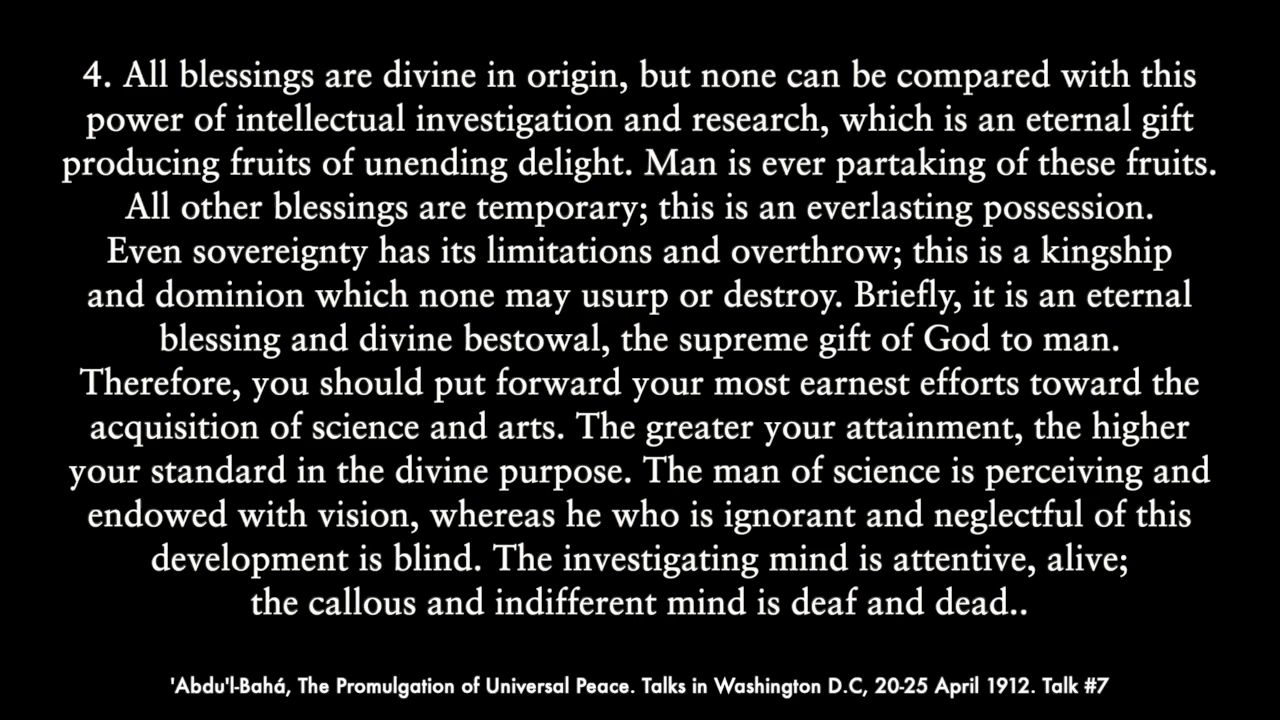 4. All blessings are divine in origin, but none can be compared with this
power of intellectual investigation and research, which is an eternal gift
producing fruits of unending delight. Man is ever partaking of these fruits.
All other blessings are temporary; this is an everlasting possession.
Even sovereignty has its limitations and overthrow; this is a kingship
and dominion which none may usurp or destroy. Briefly, it is an eternal
blessing and divine bestowal, the supreme gift of God to man.
Therefore, you should put forward your most earnest efforts toward the
acquisition of science and arts. The greater your attainment, the higher
your standard in the divine purpose. The man of science is perceiving and
endowed with vision, whereas he who is ignorant and neglectful of this
development is blind. The investigating mind is attentive, alive;
the callous and indifferent mind is deaf and dead..
'Abdu'l-Bahá, The Promulgation of Universal Peace. Talks in Washington D.C, 20-25 April 1912. Talk #7